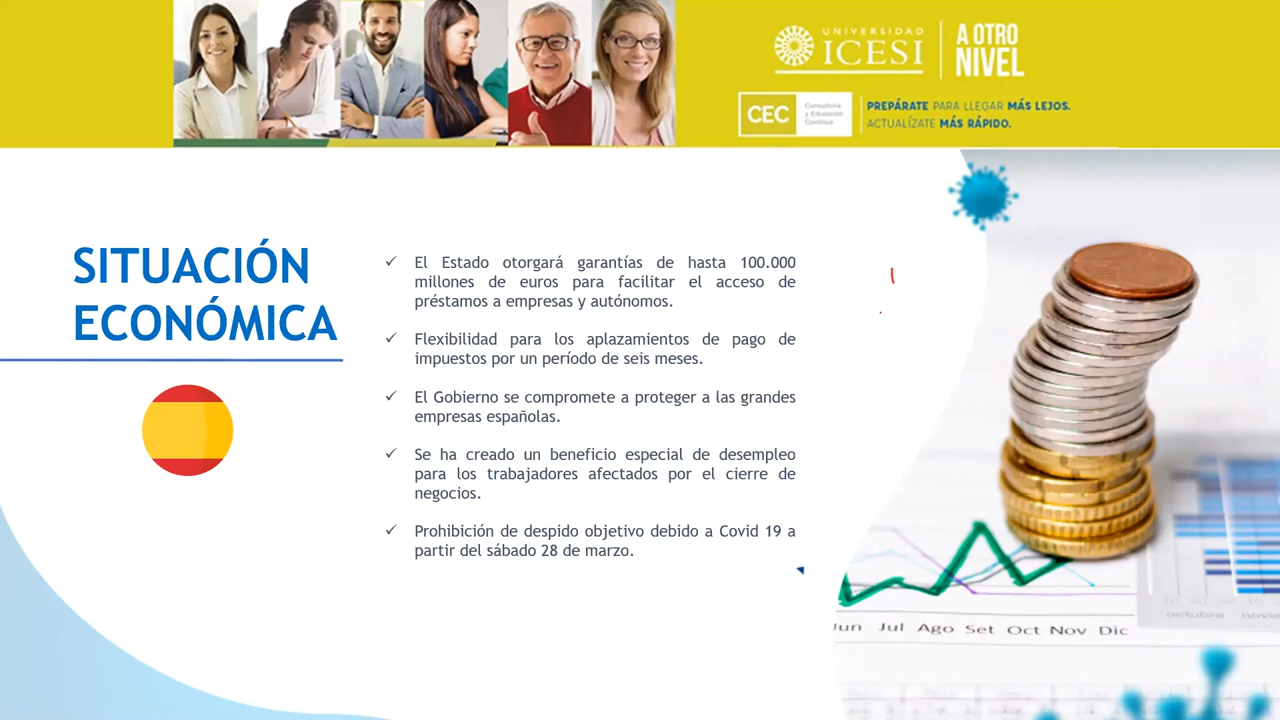 UNIVERSIDAD
ICESI
A OTRO
NIVEL
CEC
Consultoría
y Educación
Continua
PREPÁRATE PARA LLEGAR MÁS LEJOS.
ACTUALÍZATE MÁS RÁPIDO.
SITUACIÓN
ECONÓMICA
✓ El Estado otorgará garantías de hasta 100.000
millones de euros para facilitar el acceso de
préstamos a empresas y autónomos.
✓ Flexibilidad para los aplazamientos de pago de
impuestos por un período de seis meses.
✓ El Gobierno se compromete a proteger a las grandes
empresas españolas.
✓ Se ha creado un beneficio especial de desempleo
para los trabajadores afectados por el cierre de
negocios.
✓ Prohibición de despido objetivo debido a Covid 19 a
partir del sábado 28 de marzo.
Jun Jul Ago Set Oct Nov Dic
octubre